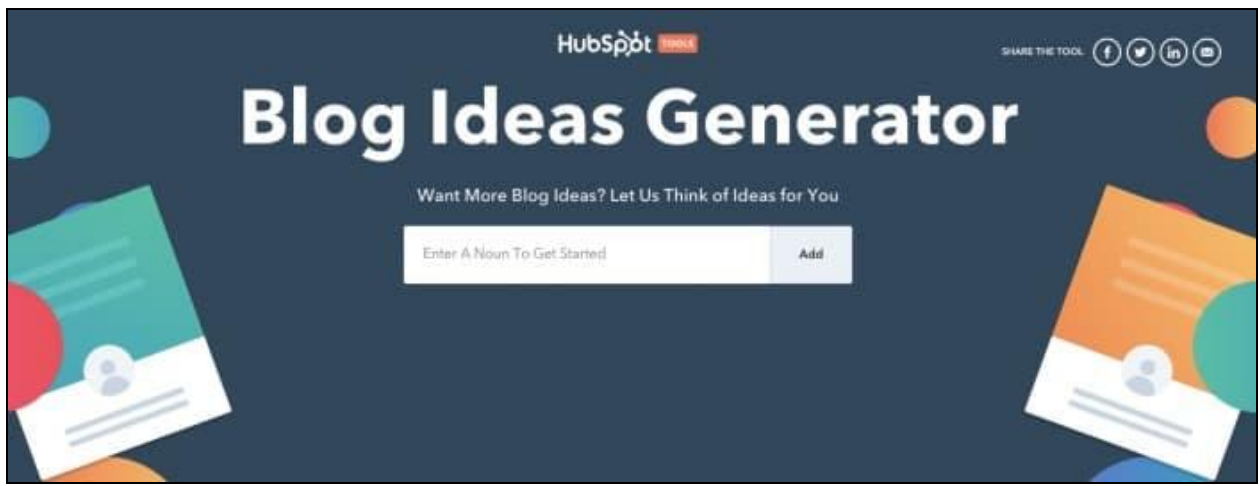 HubSpot TOOLS
SHARE THE TOOL
Blog Ideas Generator
Want More Blog Ideas? Let Us Think of Ideas for You
Enter A Noun To Get Started
Add